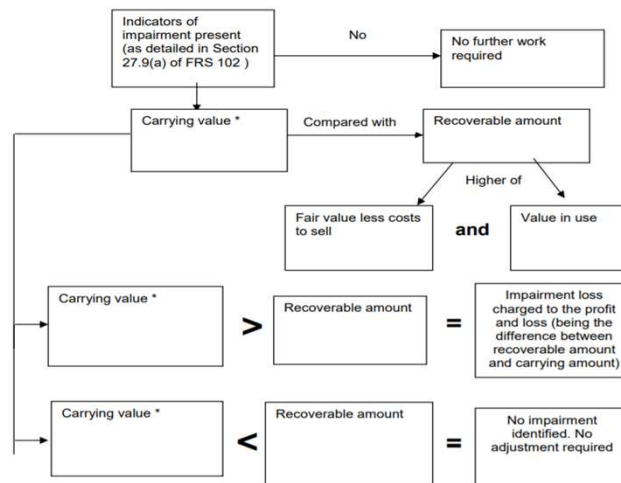 Indicators of
impairment present
(as detailed in Section
27.9(a) of FRS 102 )
No
No further work
required
Carrying value *
Compared with
Recoverable amount
Higher of
Fair value less costs
to sell
and
Value in use
Carrying value *
>
Recoverable amount
=
Impairment loss
charged to the profit
and loss (being the
difference between
recoverable amount
and carrying amount)
Carrying value *
<
Recoverable amount
=
No impairment
identified. No
adjustment required